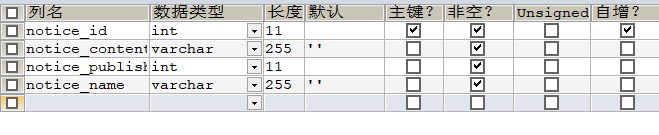 列名 数据类型 长度 默认 主键? 非空? Unsigned 自增?
notice_id int 11
notice_conten varchar 255 ''
notice_publis int 11
notice_name varchar 255 ''